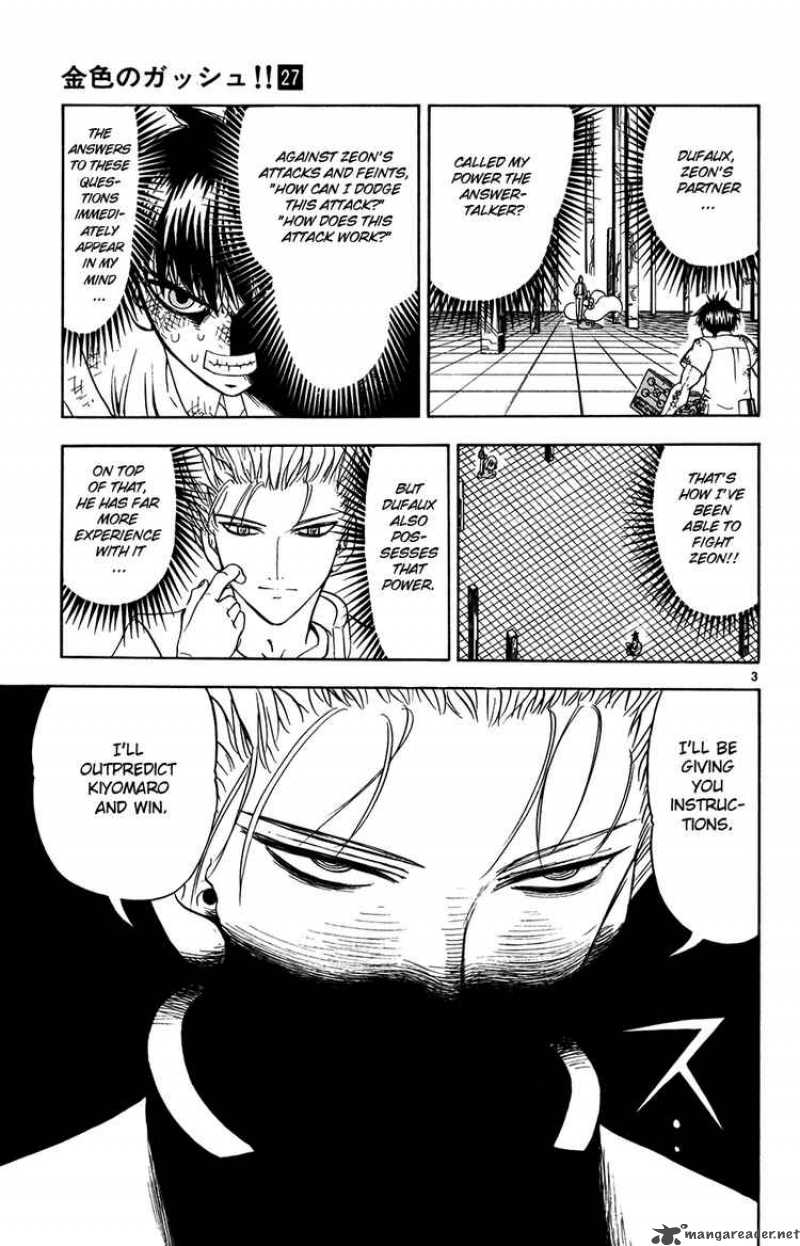 金色のガッシュ!! 27
DUFAUX,
ZEON'S
PARTNER
...
CALLED MY
POWER THE
ANSWER-
TALKER?
AGAINST ZEON'S
ATTACKS AND FEINTS,
"HOW CAN I DODGE
THIS ATTACK?"
"HOW DOES THIS
ATTACK WORK?"
THE
ANSWERS
TO THESE
QUES-
TIONS
IMMEDI-
ATELY
APPEAR
IN MY
MIND
...
THAT'S
HOW I'VE
BEEN
ABLE TO
FIGHT
ZEON!!
BUT
DUFAUX
ALSO
POS-
SESSES
THAT
POWER.
ON TOP
OF THAT,
HE HAS FAR
MORE
EXPERIENCE
WITH IT
...
3
I'LL BE
GIVING
YOU
INSTRUC-
TIONS.
I'LL
OUTPREDICT
KIYOMARO
AND WIN.
ス…
mangareader.net